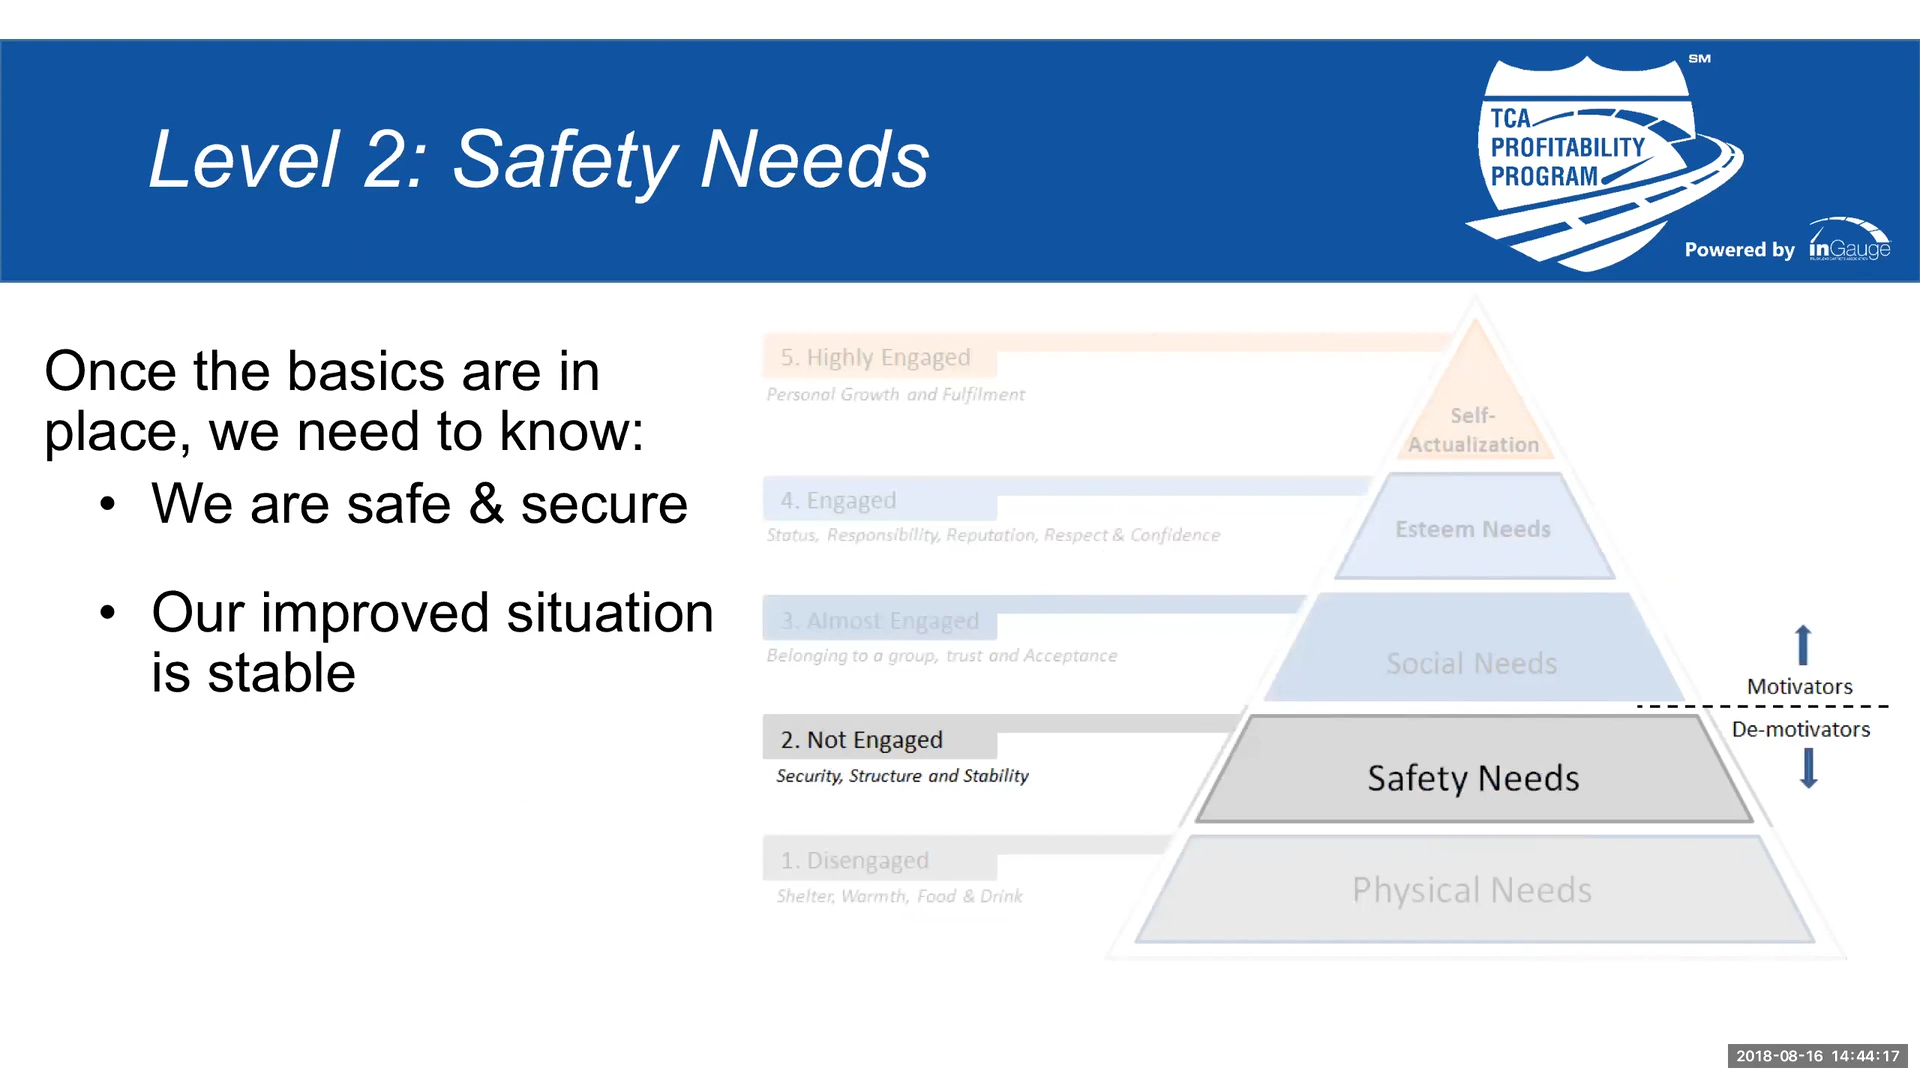 SM
TCA
PROFITABILITY
PROGRAM
Powered by inGauge
Level 2: Safety Needs
Once the basics are in
place, we need to know:
• We are safe & secure
• Our improved situation
is stable
5. Highly Engaged
Personal Growth and Fulfilment
4. Engaged
Status, Responsibility, Reputation, Respect & Confidence
3. Almost Engaged
Belonging to a group, trust and Acceptance
2. Not Engaged
Security, Structure and Stability
1. Disengaged
Shelter, Warmth, Food & Drink
Self-
Actualization
Esteem Needs
Social Needs
Safety Needs
Physical Needs
Motivators
De-motivators
2018-08-16 14:44:17